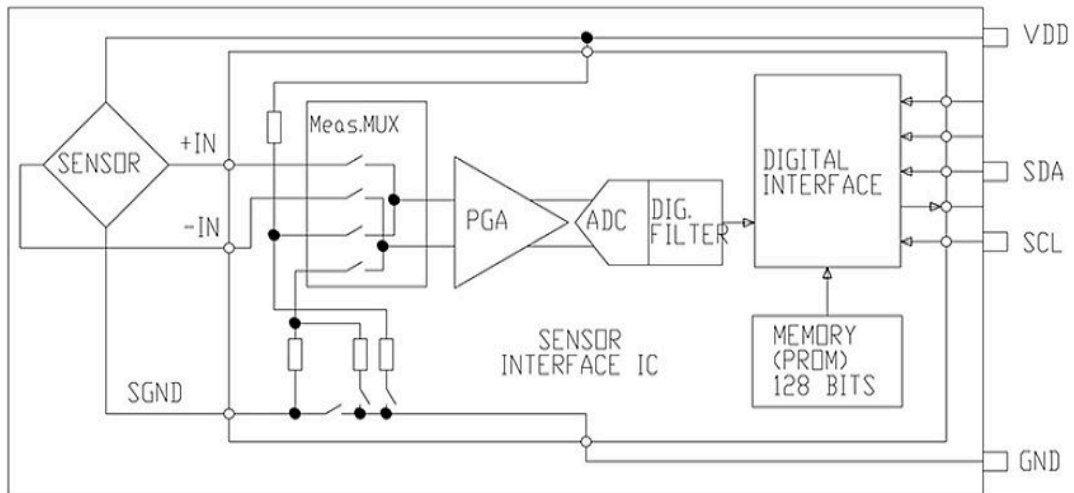 VDD
Meas.MUX
+IN
SENSOR
DIGITAL
INTERFACE
SDA
PGA
ADC
DIG.
FILTER
-IN
SCL
SENSOR
INTERFACE IC
MEMORY
(PROM)
128 BITS
SGND
GND